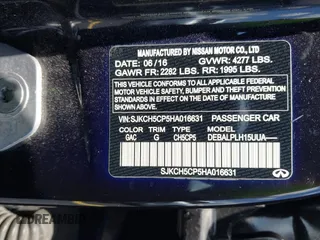 MANUFACTURED BY NISSAN MOTOR CO., LTD
DATE: 06/16 GVWR: 4277 LBS.
GAWR FR: 2282 LBS. RR: 1995 LBS.
THIS VEHICLE CONFORMS TO ALL APPLICABLE FEDERAL MOTOR
VEHICLE SAFETY, BUMPER, AND THEFT PREVENTION STANDARDS
IN EFFECT ON THE DATE OF MANUFACTURE SHOWN ABOVE.
VIN: SJKCH5CP5HA016631 PASSENGER CAR
COLOR TRIM MODEL
GAC G CH5CP5 DEBALPLH15UUA-----
SJKCH5CP5HA016631